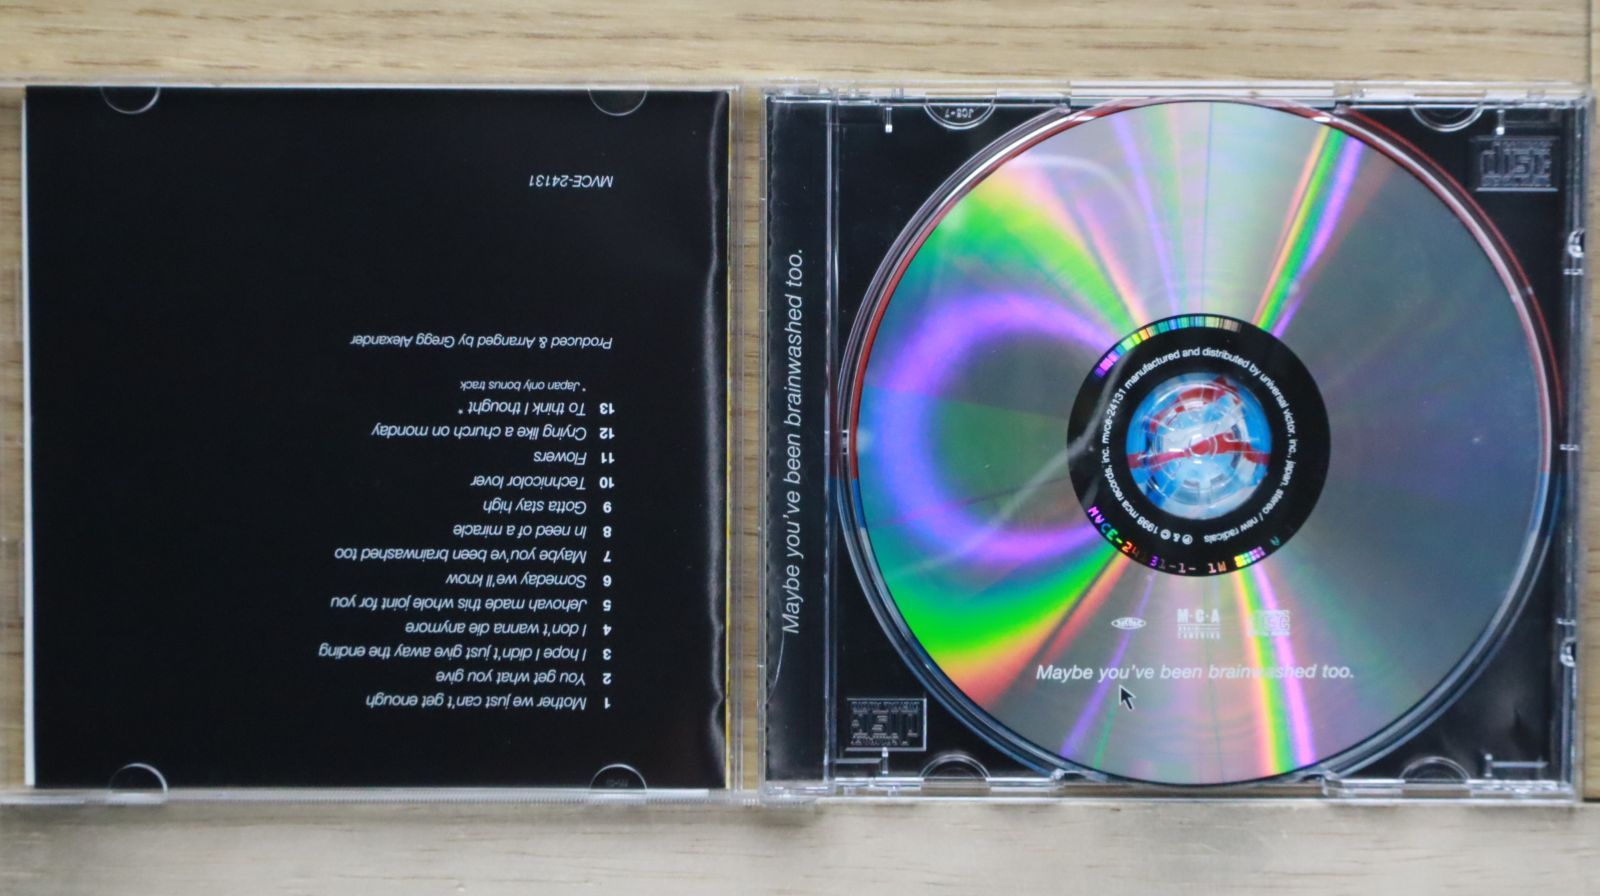 1 Mother we just can't get enough
2 You get what you give
3 I hope I didn't just give away the ending
4 I don't wanna die anymore
5 Jehovah made this whole joint for you
6 Someday we'll know
7 Maybe you've been brainwashed too
8 In need of a miracle
9 Gotta stay high
10 Technicolor lover
11 Flowers
12 Crying like a church on monday
13 To think I thought *
* Japan only bonus track
Produced & Arranged by Gregg Alexander
MVCE-24131
Maybe you've been brainwashed too.
JCE-7
℗ & © 1998 mca records, inc. mvce-24131 manufactured and distributed by universal victor, inc., japan. stereo / new radicals
M·C·A
Maybe you've been brainwashed too.